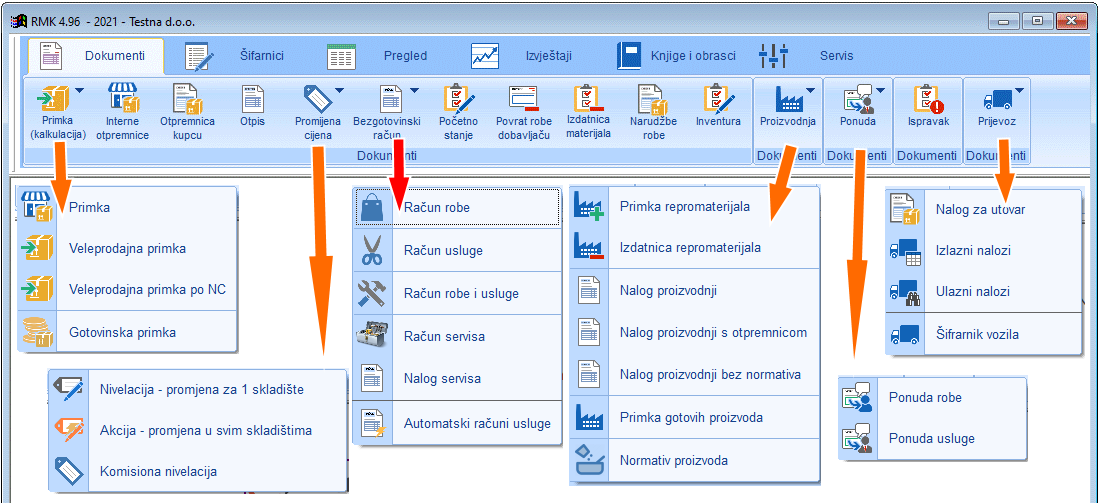 RMK 4.96 - 2021 - Testna d.o.o.
Dokumenti
Šifarnici
Pregled
Izvještaji
Knjige i obrasci
Servis
Primka
(kalkulacija)
Interne
otpremnice
Otpremnica
kupcu
Otpis
Promijena
cijena
Bezgotovinski
račun
Početno
stanje
Povrat robe
dobavljaču
Izdatnica
materijala
Narudžbe
robe
Inventura
Proizvodnja
Ponuda
Ispravak
Prijevoz
Dokumenti
Dokumenti
Dokumenti
Dokumenti
Dokumenti
Primka
Veleprodajna primka
Veleprodajna primka po NC
Gotovinska primka
Nivelacija - promjena za 1 skladište
Akcija - promjena u svim skladištima
Komisiona nivelacija
Račun robe
Račun usluge
Račun robe i usluge
Račun servisa
Nalog servisa
Automatski računi usluge
Primka repromaterijala
Izdatnica repromaterijala
Nalog proizvodnji
Nalog proizvodnji s otpremnicom
Nalog proizvodnji bez normativa
Primka gotovih proizvoda
Normativ proizvoda
Ponuda robe
Ponuda usluge
Nalog za utovar
Izlazni nalozi
Ulazni nalozi
Šifrarnik vozila